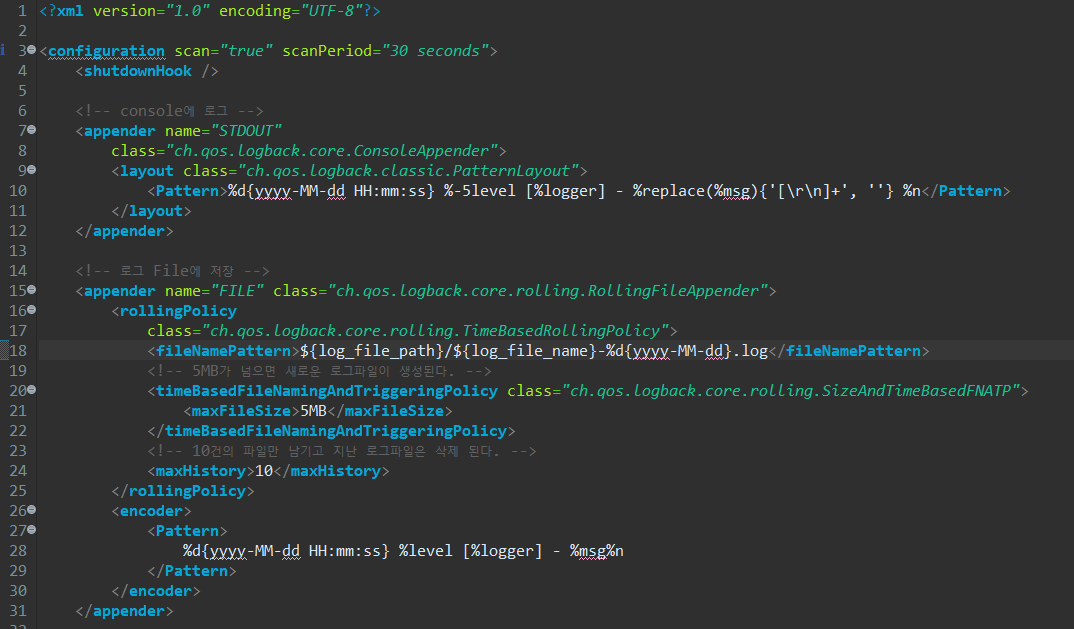 1 <?xml version="1.0" encoding="UTF-8"?>
2
3 <configuration scan="true" scanPeriod="30 seconds">
4 <shutdownHook />
5
6 <!-- console에 로그 -->
7 <appender name="STDOUT"
8 class="ch.qos.logback.core.ConsoleAppender">
9 <layout class="ch.qos.logback.classic.PatternLayout">
10 <Pattern>%d{yyyy-MM-dd HH:mm:ss} %-5level [%logger] - %replace(%msg){'[\r\n]+', ''} %n</Pattern>
11 </layout>
12 </appender>
13
14 <!-- 로그 File에 저장 -->
15 <appender name="FILE" class="ch.qos.logback.core.rolling.RollingFileAppender">
16 <rollingPolicy
17 class="ch.qos.logback.core.rolling.TimeBasedRollingPolicy">
18 <fileNamePattern>${log_file_path}/${log_file_name}-%d{yyyy-MM-dd}.log</fileNamePattern>
19 <!-- 5MB가 넘으면 새로운 로그파일이 생성된다. -->
20 <timeBasedFileNamingAndTriggeringPolicy class="ch.qos.logback.core.rolling.SizeAndTimeBasedFNATP">
21 <maxFileSize>5MB</maxFileSize>
22 </timeBasedFileNamingAndTriggeringPolicy>
23 <!-- 10건의 파일만 남기고 지난 로그파일은 삭제 된다. -->
24 <maxHistory>10</maxHistory>
25 </rollingPolicy>
26 <encoder>
27 <Pattern>
28 %d{yyyy-MM-dd HH:mm:ss} %level [%logger] - %msg%n
29 </Pattern>
30 </encoder>
31 </appender>